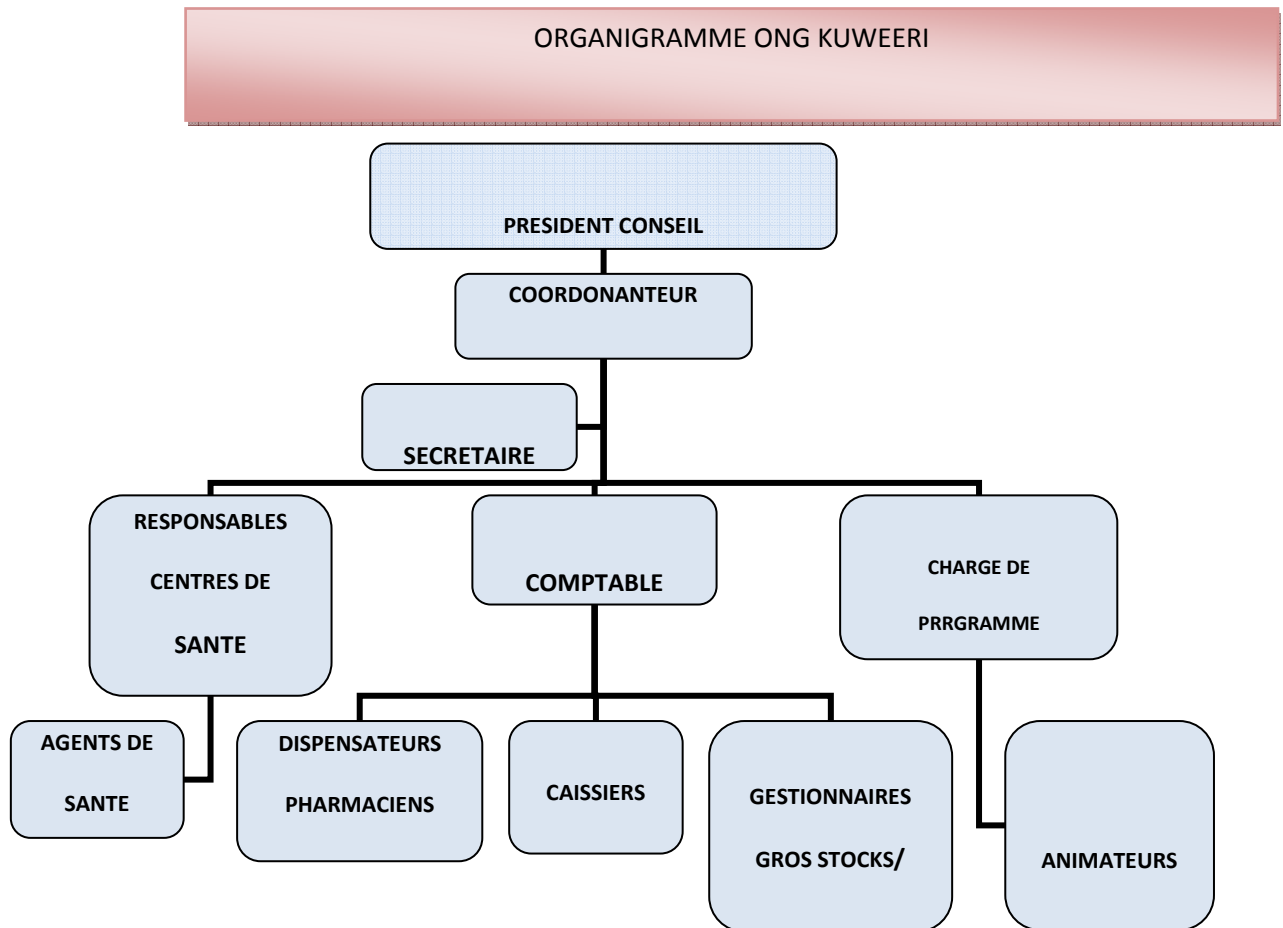 ORGANIGRAMME ONG KUWEERI
PRESIDENT CONSEIL
COORDONANTEUR
SECRETAIRE
RESPONSABLES
CENTRES DE
SANTE
COMPTABLE
CHARGE DE
PRRGRAMME
AGENTS DE
SANTE
DISPENSATEURS
PHARMACIENS
CAISSIERS
GESTIONNAIRES
GROS STOCKS/
ANIMATEURS